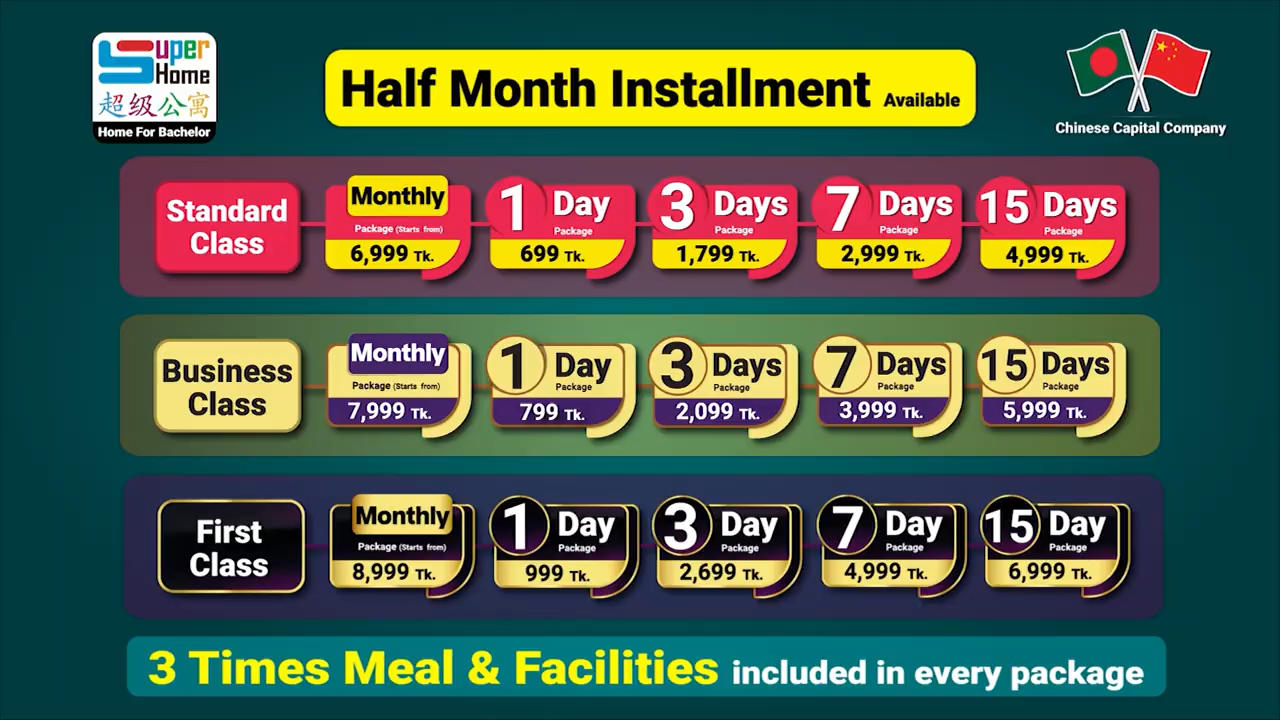 Super
Home
超级公寓
Home For Bachelor
Half Month Installment Available
Chinese Capital Company
Standard
Class
Monthly
Package (Starts from)
6,999 Tk.
1 Day
Package
699 Tk.
3 Days
Package
1,799 Tk.
7 Days
Package
2,999 Tk.
15 Days
Package
4,999 Tk.
Business
Class
Monthly
Package (Starts from)
7,999 Tk.
1 Day
Package
799 Tk.
3 Days
Package
2,099 Tk.
7 Days
Package
3,999 Tk.
15 Days
Package
5,999 Tk.
First
Class
Monthly
Package (Starts from)
8,999 Tk.
1 Day
Package
999 Tk.
3 Day
Package
2,699 Tk.
7 Day
Package
4,999 Tk.
15 Day
Package
6,999 Tk.
3 Times Meal & Facilities included in every package